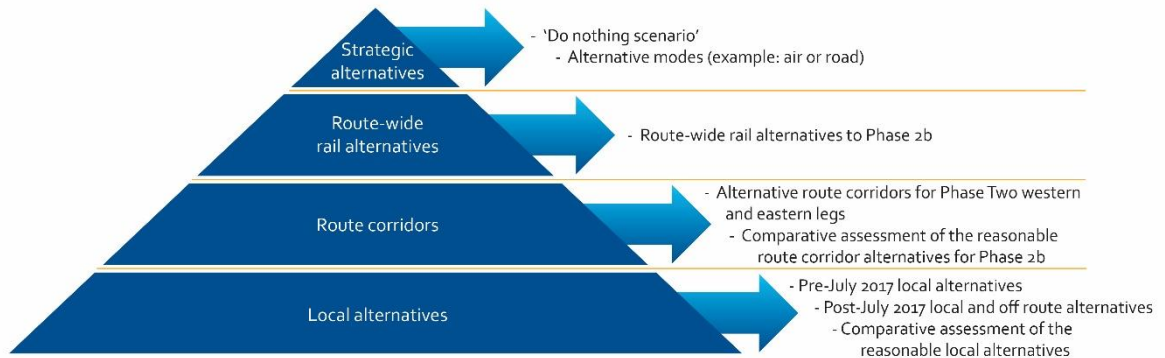 Strategic
alternatives
- ‘Do nothing scenario’
- Alternative modes (example: air or road)
Route-wide
rail alternatives
- Route-wide rail alternatives to Phase 2b
Route corridors
- Alternative route corridors for Phase Two western
and eastern legs
- Comparative assessment of the reasonable
route corridor alternatives for Phase 2b
Local alternatives
- Pre-July 2017 local alternatives
- Post-July 2017 local and off route alternatives
- Comparative assessment of the
reasonable local alternatives